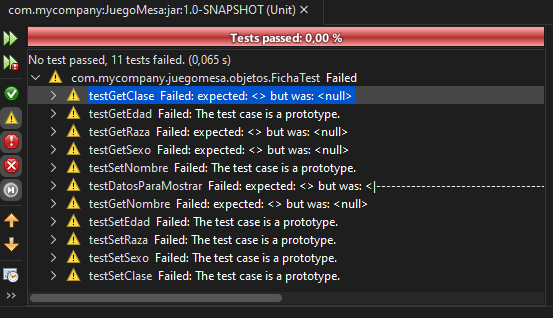 com.mycompany:JuegoMesa:jar:1.0-SNAPSHOT (Unit)
Tests passed: 0,00 %
No test passed, 11 tests failed. (0,065 s)
com.mycompany.juegomesa.objetos.FichaTest Failed
testGetClase Failed: expected: <> but was: <null>
testGetEdad Failed: The test case is a prototype.
testGetRaza Failed: expected: <> but was: <null>
testGetSexo Failed: expected: <> but was: <null>
testSetNombre Failed: The test case is a prototype.
testDatosParaMostrar Failed: expected: <> but was: <|-----------------------------------
testGetNombre Failed: expected: <> but was: <null>
testSetEdad Failed: The test case is a prototype.
testSetRaza Failed: The test case is a prototype.
testSetSexo Failed: The test case is a prototype.
testSetClase Failed: The test case is a prototype.